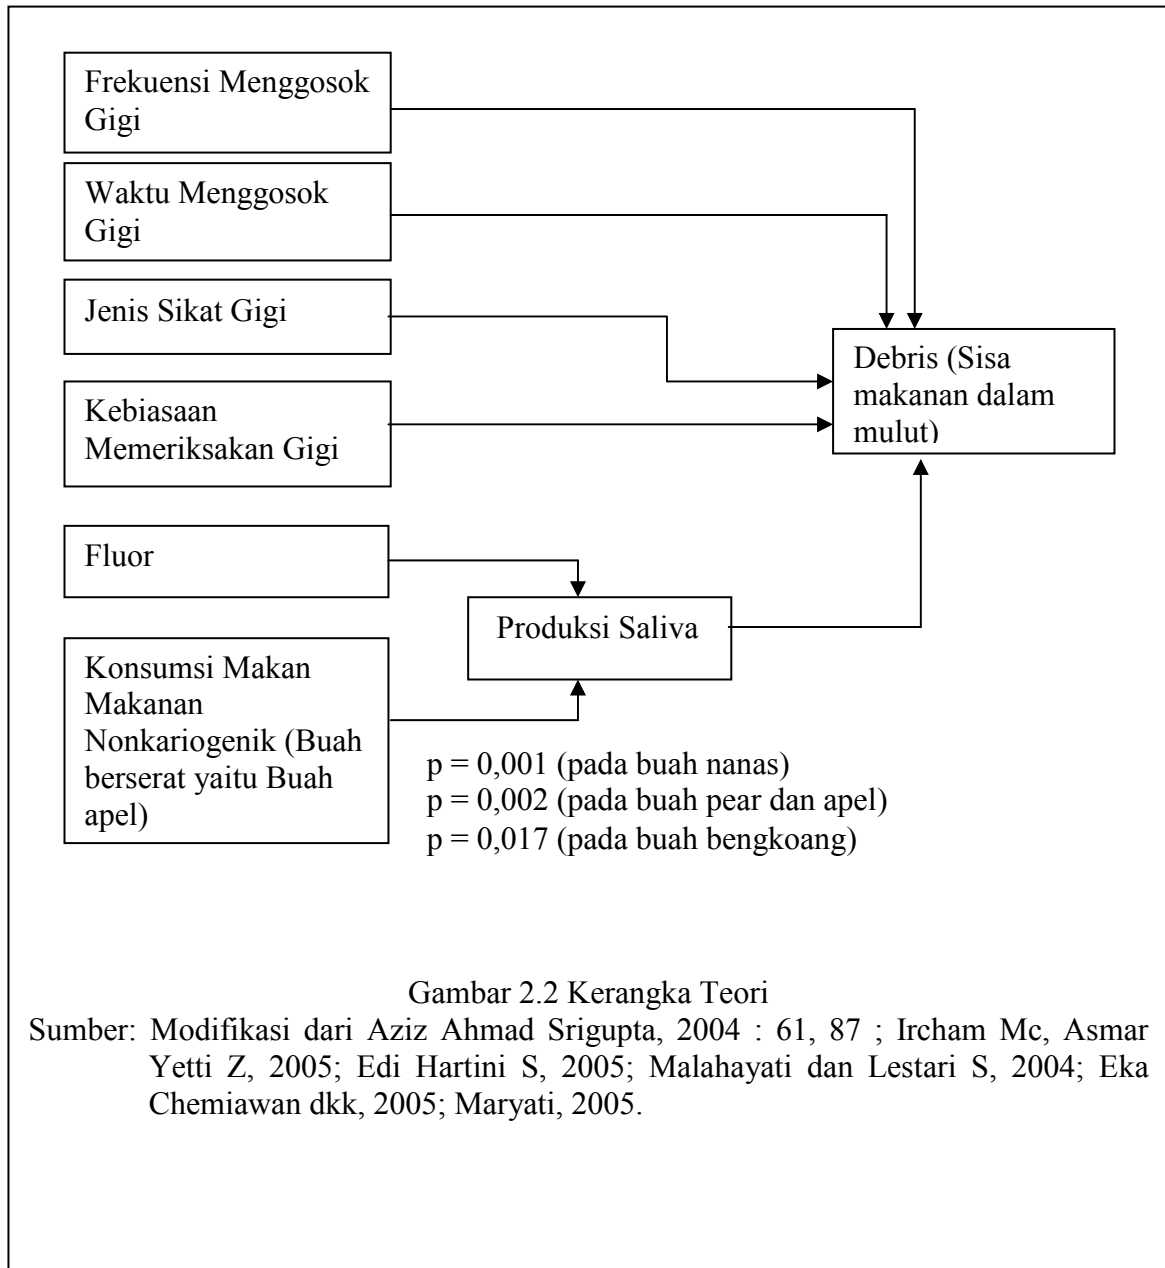 Frekuensi Menggosok
Gigi
Waktu Menggosok
Gigi
Jenis Sikat Gigi
Kebiasaan
Memeriksakan Gigi
Debris (Sisa
makanan dalam
mulut)
Fluor
Produksi Saliva
Konsumsi Makan
Makanan
Nonkariogenik (Buah
berserat yaitu Buah
apel)
p = 0,001 (pada buah nanas)
p = 0,002 (pada buah pear dan apel)
p = 0,017 (pada buah bengkoang)
Gambar 2.2 Kerangka Teori
Sumber: Modifikasi dari Aziz Ahmad Srigupta, 2004 : 61, 87 ; Ircham Mc, Asmar
Yetti Z, 2005; Edi Hartini S, 2005; Malahayati dan Lestari S, 2004; Eka
Chemiawan dkk, 2005; Maryati, 2005.